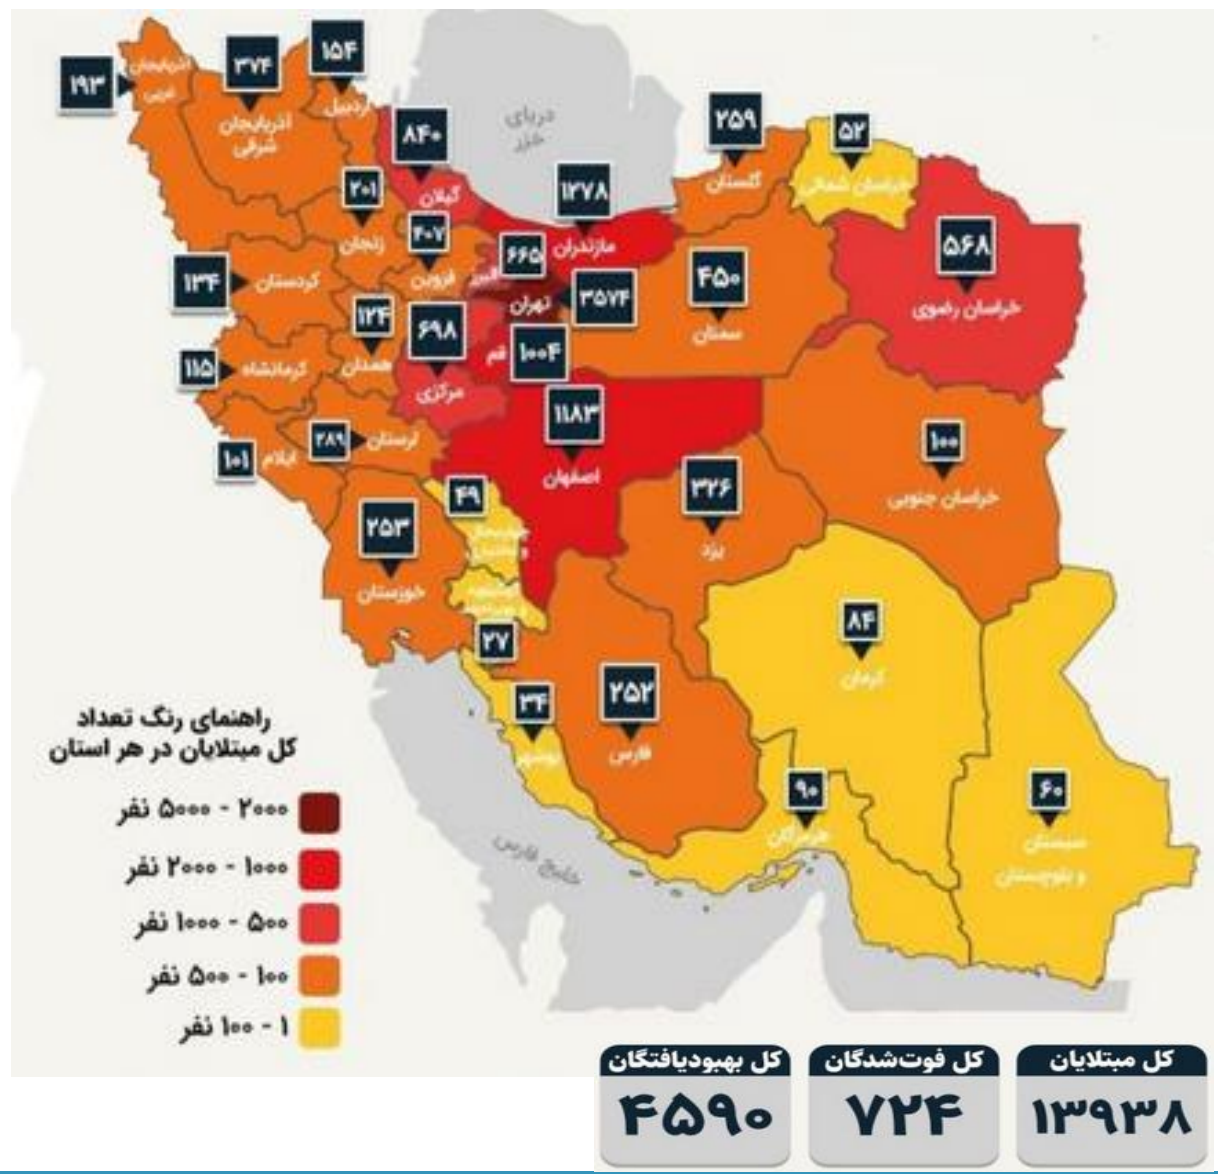 ۱۵۴
۳۷۴
۱۹۳
آذربایجان
غربی
اردبیل
آذربایجان
شرقی
دریای
خزر
۸۴۰
گیلان
۲۵۹
گلستان
۵۲
خراسان شمالی
۲۰۱
زنجان
۱۲۷۸
مازندران
۴۰۷
قزوین
۶۶۵
البرز
۵۶۸
خراسان رضوی
۱۳۴
کردستان
تهران
۳۵۷۴
۴۵۰
سمنان
۱۲۴
همدان
۶۹۸
مرکزی
قم
۱۰۰۴
۱۱۵
کرمانشاه
۱۱۸۳
اصفهان
۲۸۹
لرستان
۱۰۱
ایلام
۱۰۰
خراسان جنوبی
۴۹
۳۲۶
یزد
۲۵۳
خوزستان
۲۷
۸۴
کرمان
۳۴
بوشهر
۲۵۲
فارس
۹۰
هرمزگان
۶۰
سیستان
و بلوچستان
خلیج فارس
راهنمای رنگ تعداد
کل مبتلایان در هر استان
۲۰۰۰ - ۵۰۰۰ نفر
۱۰۰۰ - ۲۰۰۰ نفر
۵۰۰ - ۱۰۰۰ نفر
۱۰۰ - ۵۰۰ نفر
۱ - ۱۰۰ نفر
کل مبتلایان
۱۳۹۳۸
کل فوت‌شدگان
۷۲۴
کل بهبودیافتگان
۴۵۹۰